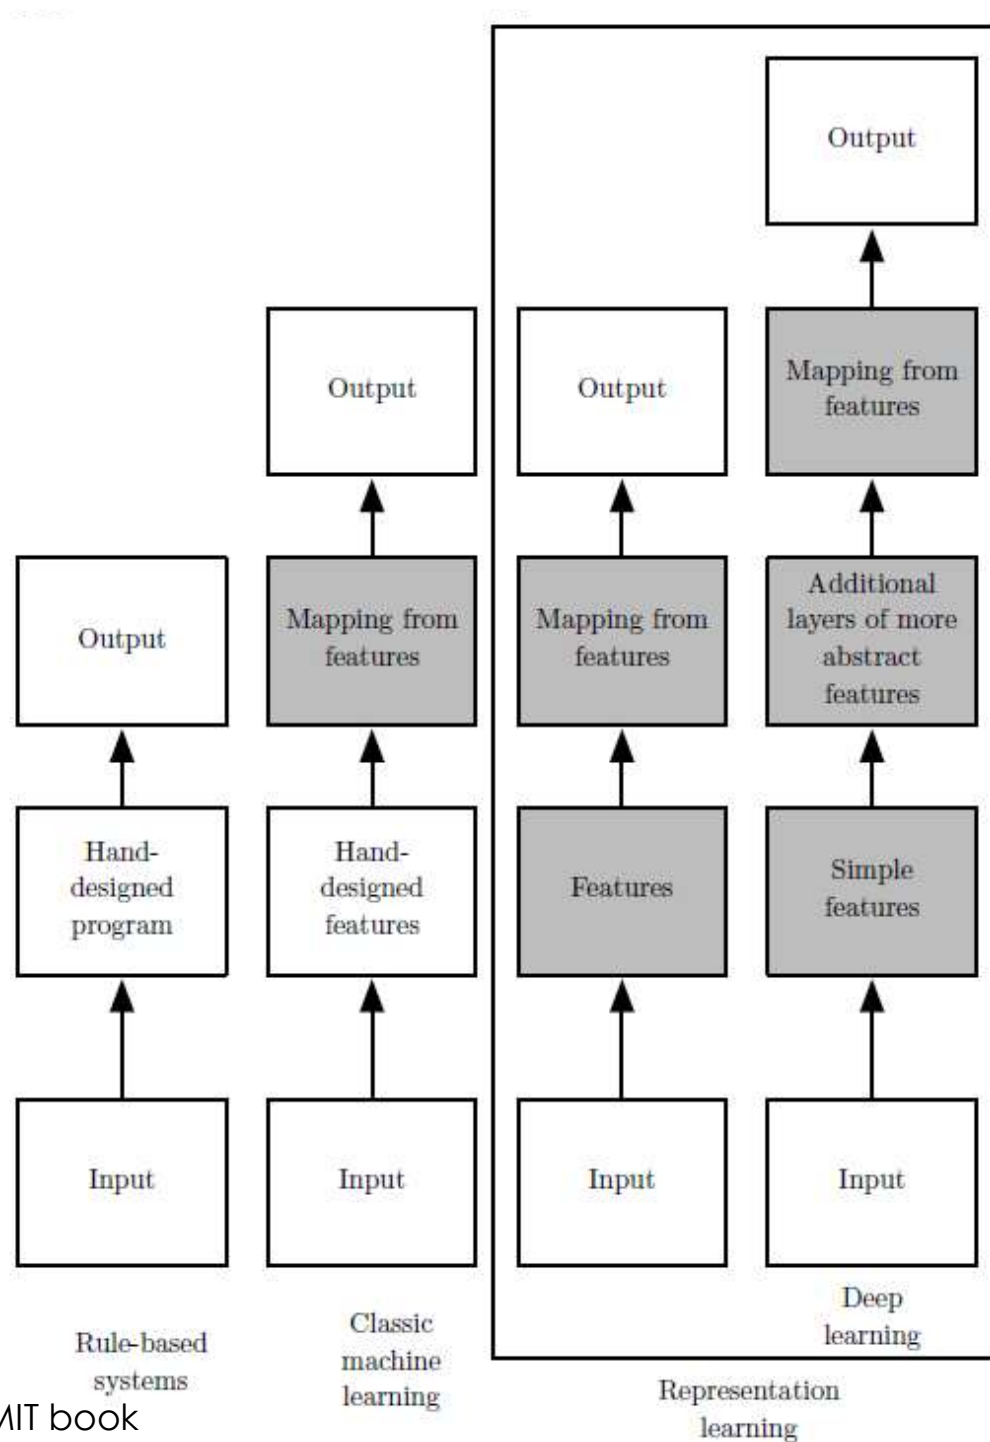 Output
Output
Output
Mapping from
features
Output
Mapping from
features
Mapping from
features
Additional
layers of more
abstract
features
Hand-
designed
program
Hand-
designed
features
Features
Simple
features
Input
Input
Input
Input
Rule-based
systems
Classic
machine
learning
Deep
learning
Representation
learning
MIT book